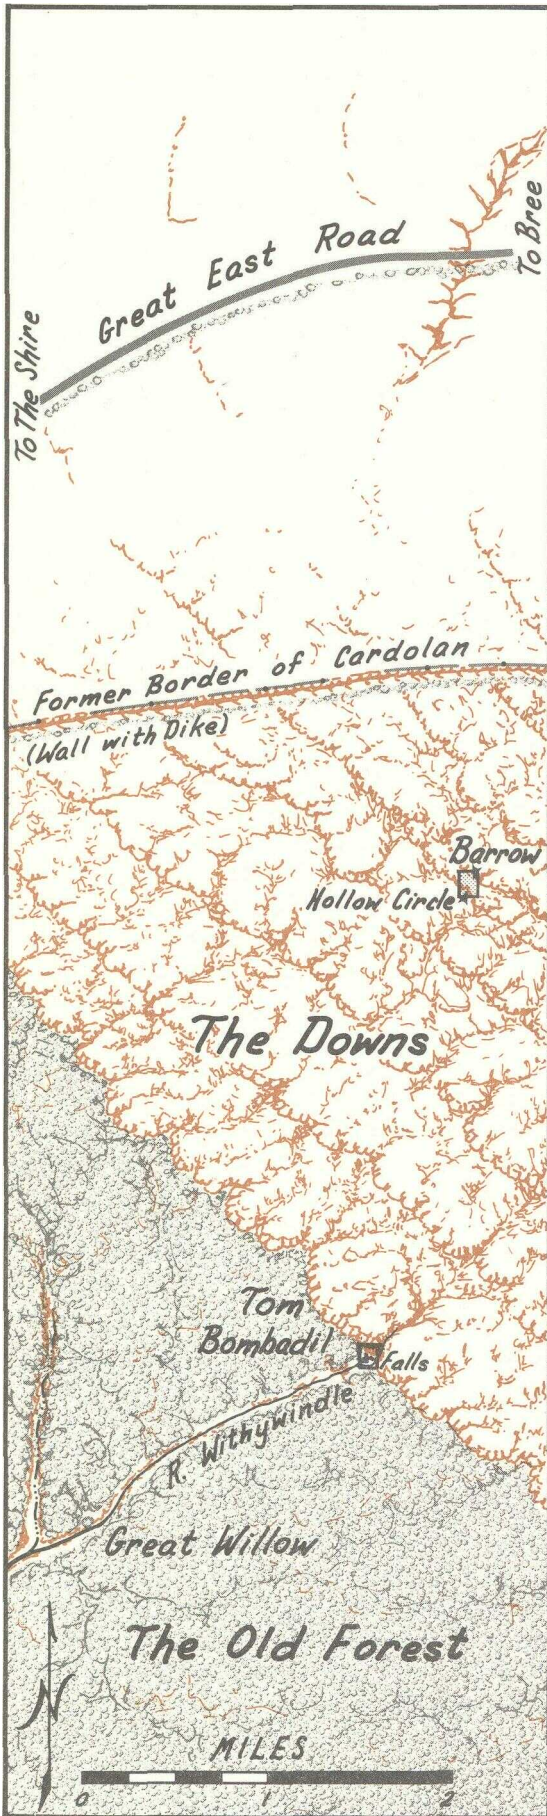 To Bree
Great East Road
To The Shire
Former Border of Cardolan
(Wall with Dike)
Barrow
Hollow Circle
The Downs
Tom
Bombadil
Falls
R. Withywindle
Great Willow
The Old Forest
N
MILES
0 1 2